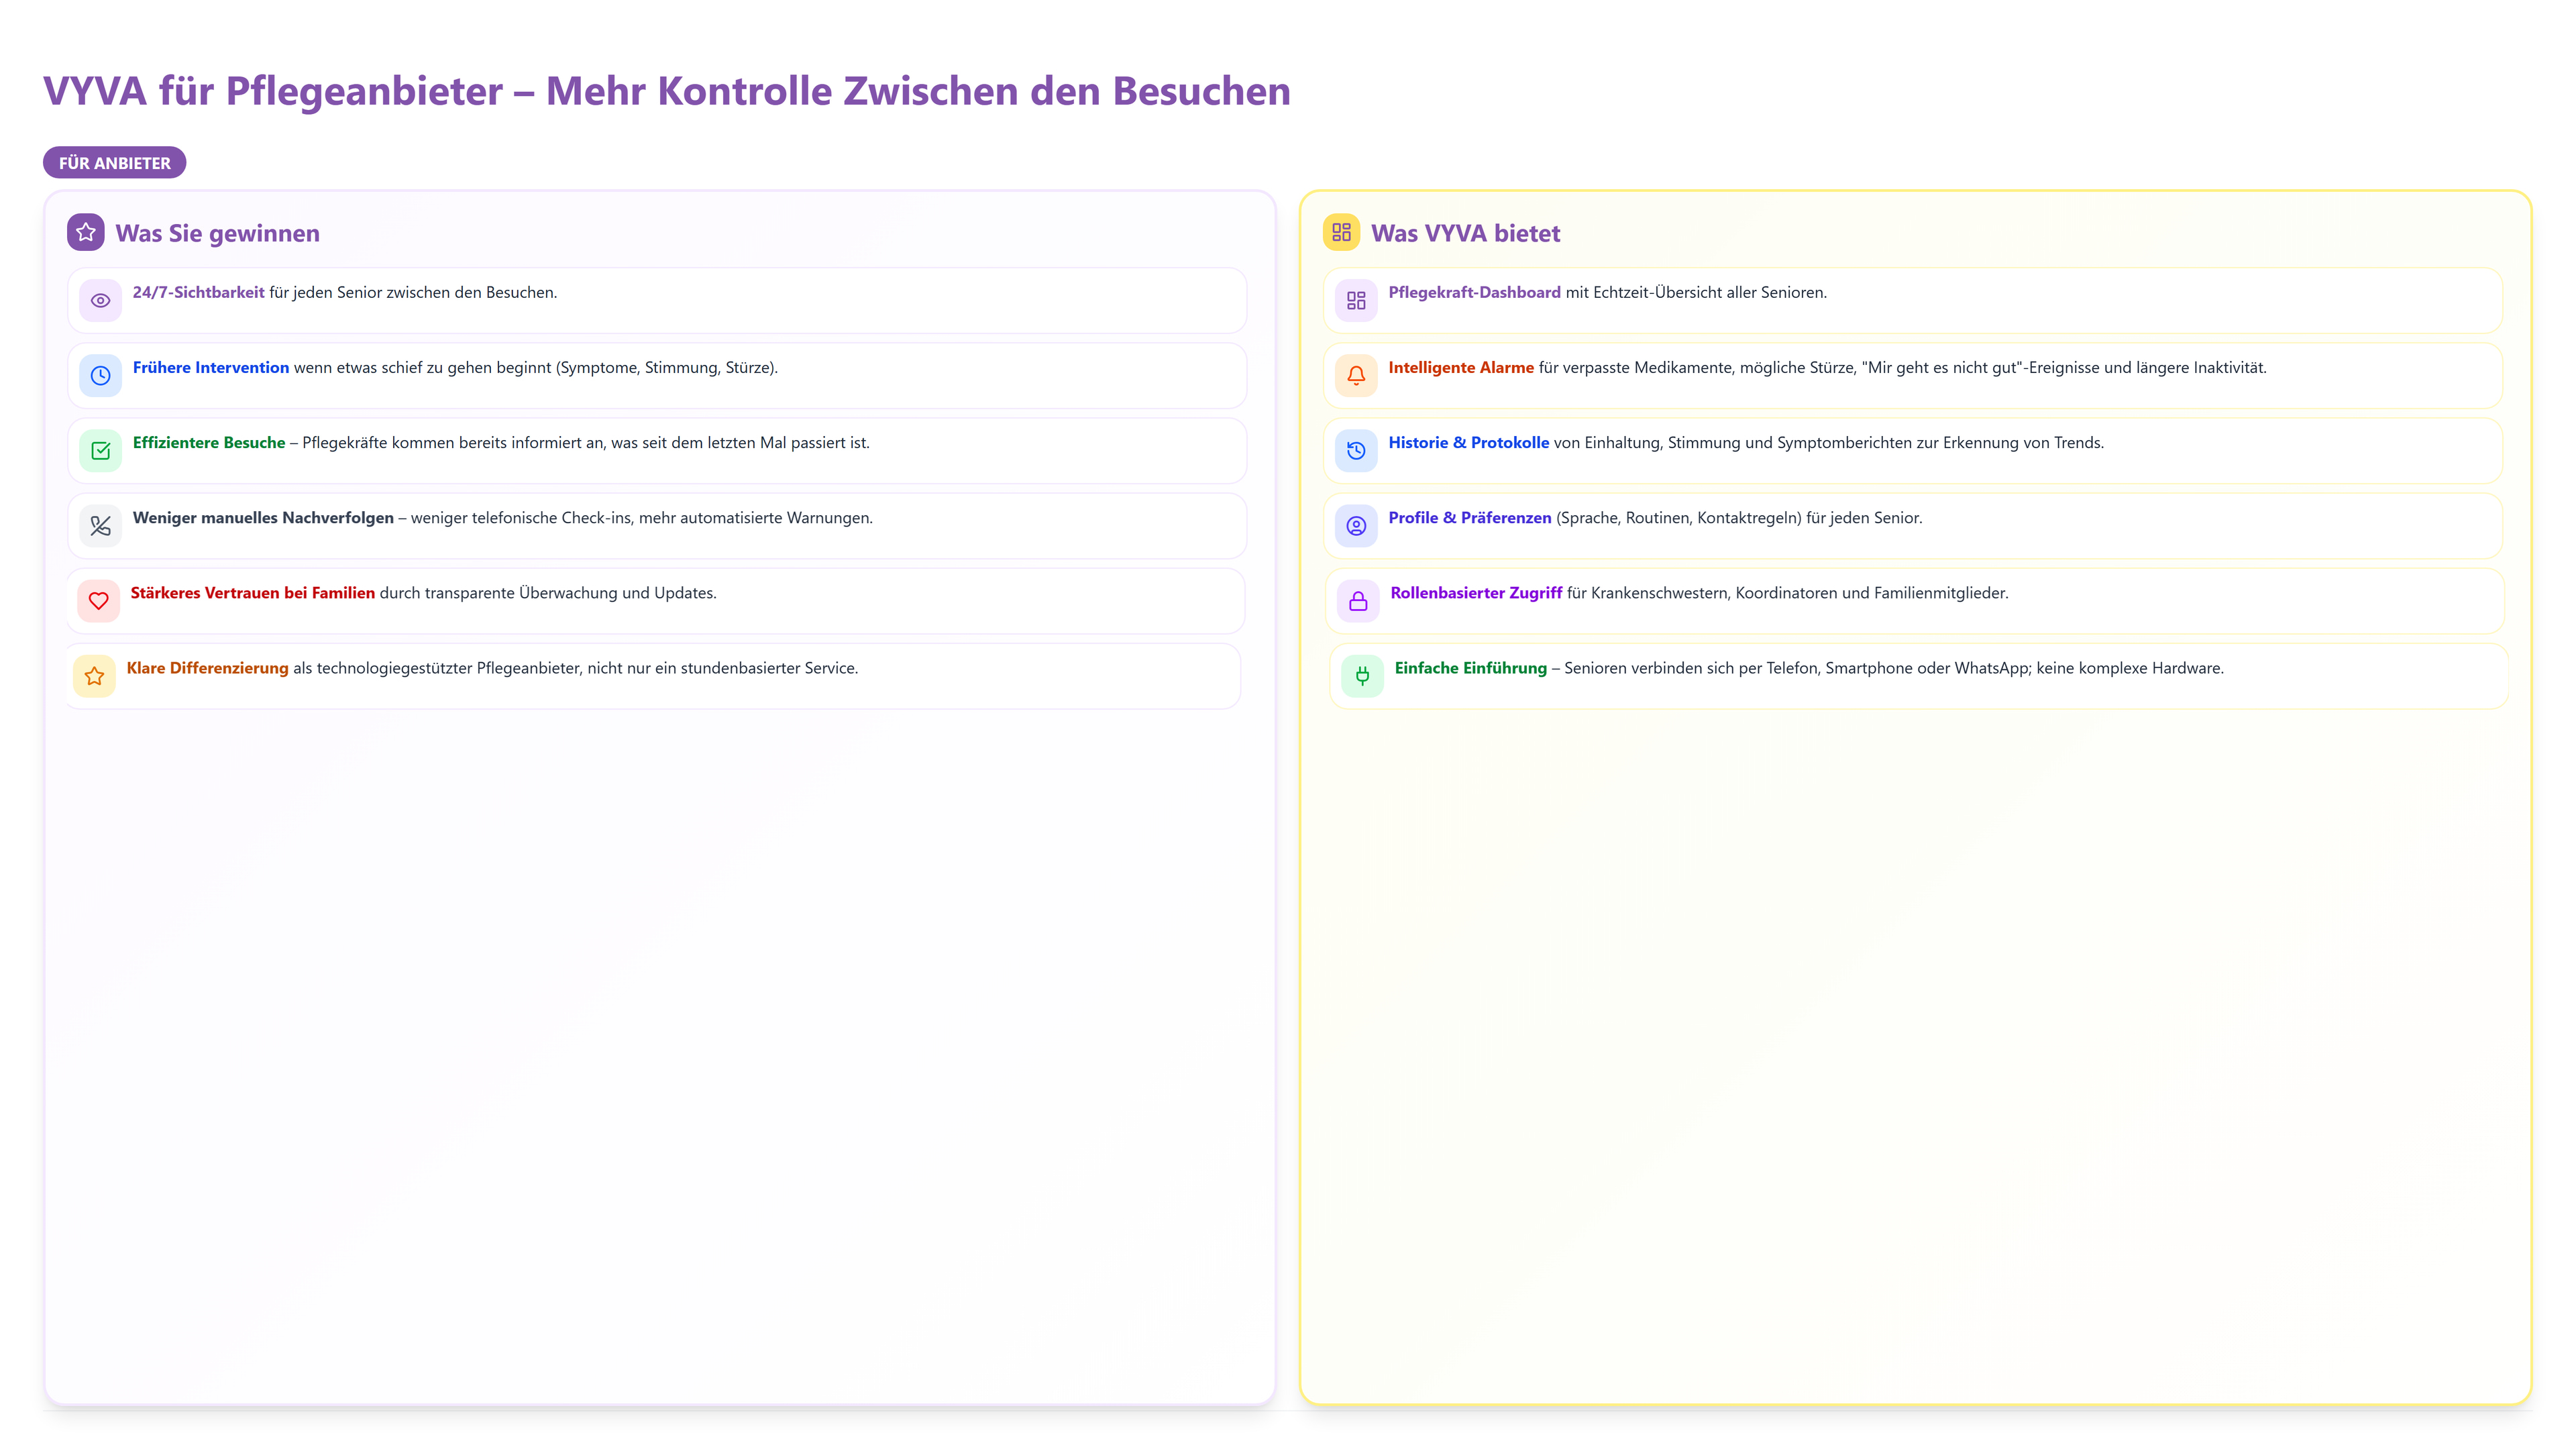 VYVA für Pflegeanbieter – Mehr Kontrolle Zwischen den Besuchen
FÜR ANBIETER
Was Sie gewinnen
24/7-Sichtbarkeit für jeden Senior zwischen den Besuchen.
Frühere Intervention wenn etwas schief zu gehen beginnt (Symptome, Stimmung, Stürze).
Effizientere Besuche – Pflegekräfte kommen bereits informiert an, was seit dem letzten Mal passiert ist.
Weniger manuelles Nachverfolgen – weniger telefonische Check-ins, mehr automatisierte Warnungen.
Stärkeres Vertrauen bei Familien durch transparente Überwachung und Updates.
Klare Differenzierung als technologiegestützter Pflegeanbieter, nicht nur ein stundenbasierter Service.
Was VYVA bietet
Pflegekraft-Dashboard mit Echtzeit-Übersicht aller Senioren.
Intelligente Alarme für verpasste Medikamente, mögliche Stürze, "Mir geht es nicht gut"-Ereignisse und längere Inaktivität.
Historie & Protokolle von Einhaltung, Stimmung und Symptomberichten zur Erkennung von Trends.
Profile & Präferenzen (Sprache, Routinen, Kontaktregeln) für jeden Senior.
Rollenbasierter Zugriff für Krankenschwestern, Koordinatoren und Familienmitglieder.
Einfache Einführung – Senioren verbinden sich per Telefon, Smartphone oder WhatsApp; keine komplexe Hardware.